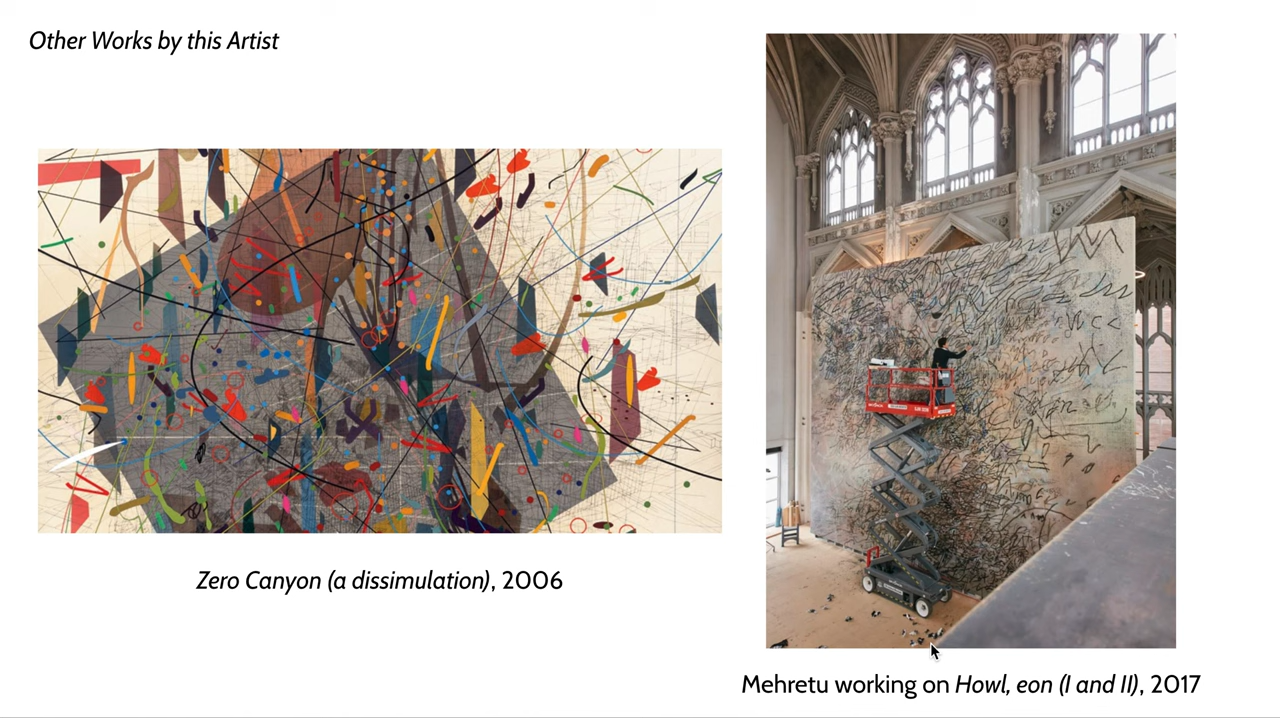 Other Works by this Artist
Zero Canyon (a dissimulation), 2006
Mehretu working on Howl, eon (I and II), 2017